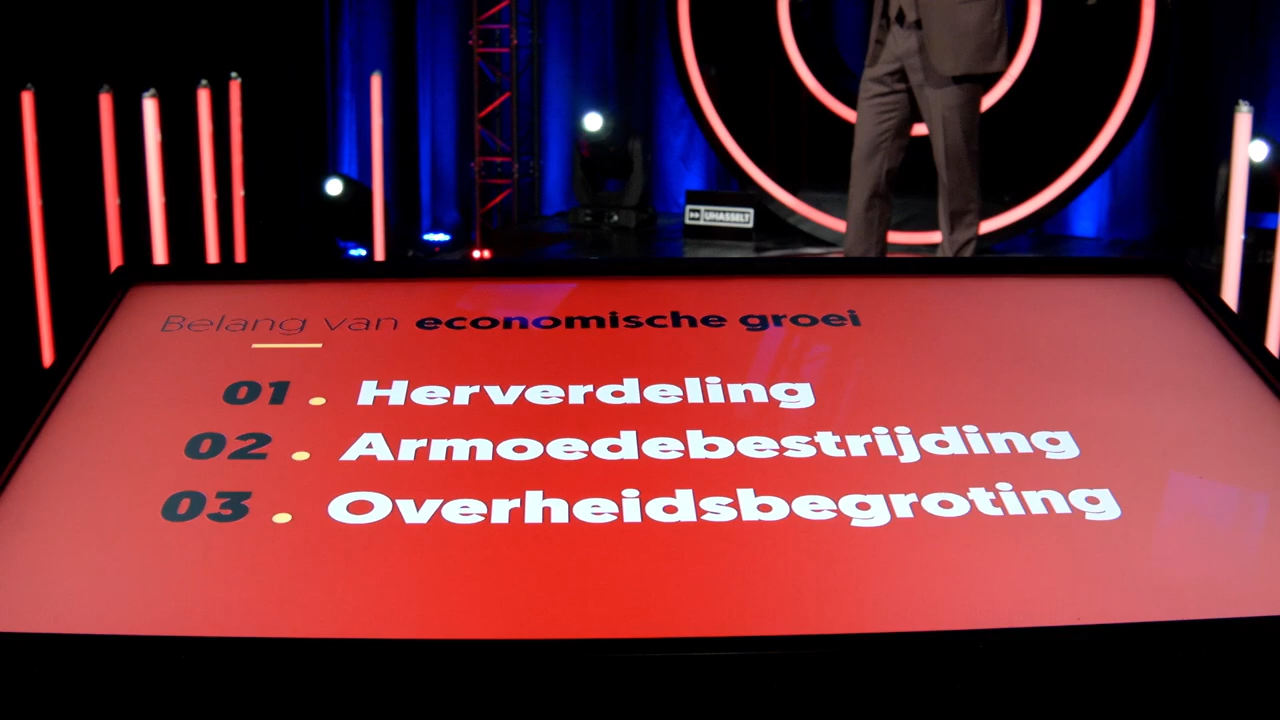 UHASSELT
Belang van economische groei
01. Herverdeling
02. Armoedebestrijding
03. Overheidsbegroting